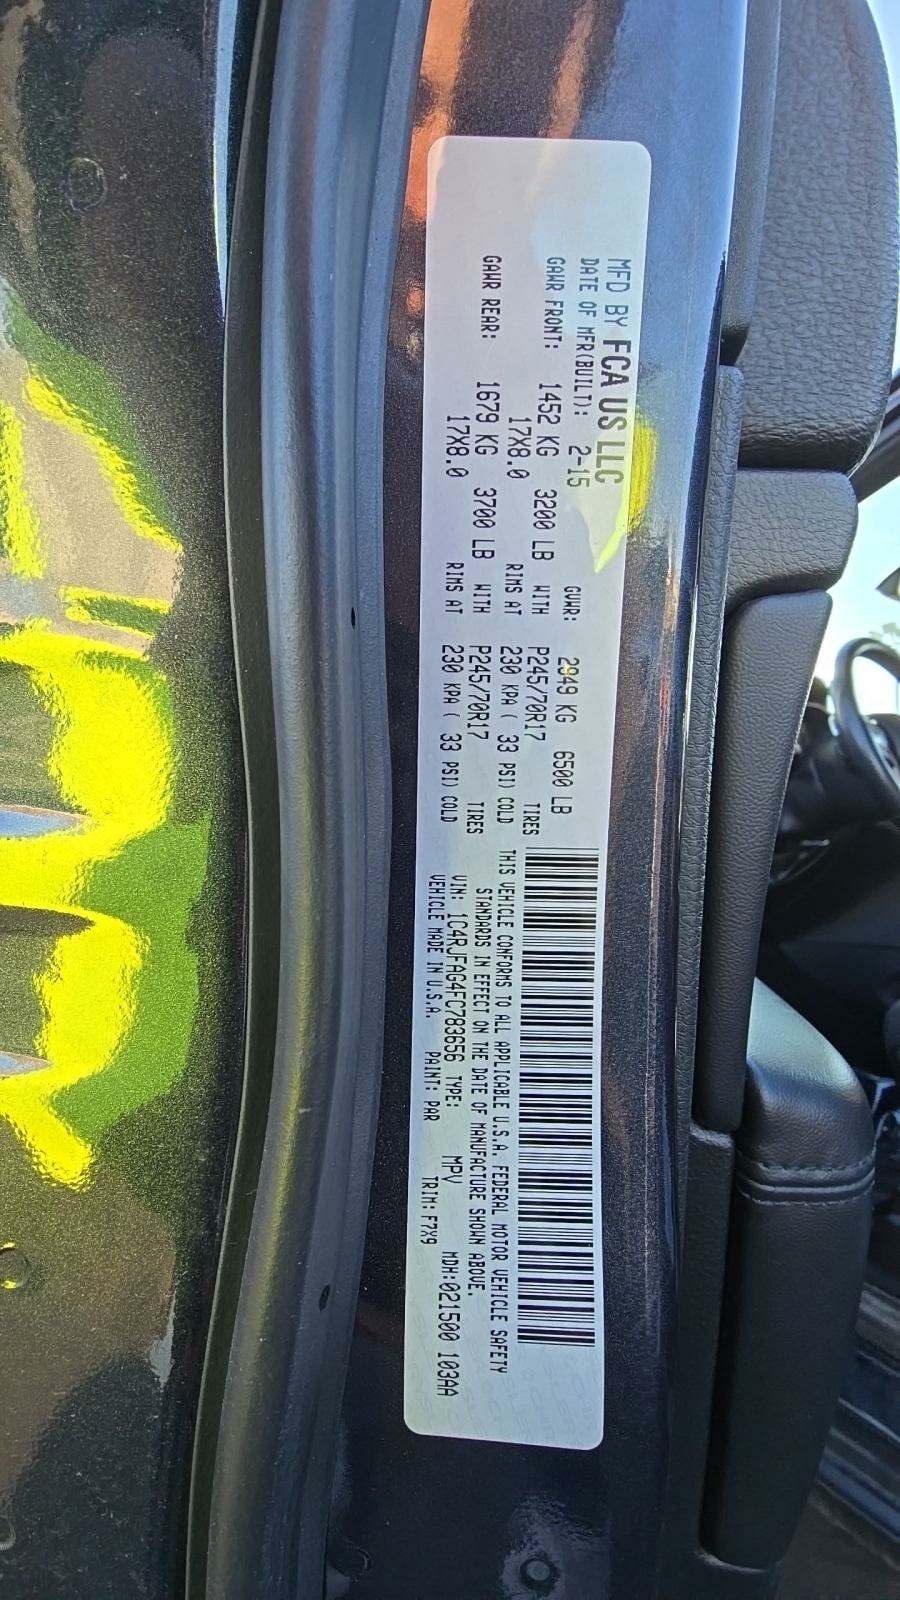 MFD BY FCA US LLC
DATE OF MFR(BUILT): 2-15 GVWR: 2949 KG 6500 LB
GAWR FRONT: 1452 KG 3200 LB WITH P245/70R17 TIRES
17X8.0 RIMS AT 230 KPA ( 33 PSI) COLD
GAWR REAR: 1679 KG 3700 LB WITH P245/70R17 TIRES
17X8.0 RIMS AT 230 KPA ( 33 PSI) COLD
THIS VEHICLE CONFORMS TO ALL APPLICABLE U.S.A. FEDERAL MOTOR VEHICLE SAFETY
STANDARDS IN EFFECT ON THE DATE OF MANUFACTURE SHOWN ABOVE.
VIN: 1C4RJFAG4FC783656 TYPE: MPV MDH:021500 103AA
VEHICLE MADE IN U.S.A. PAINT: PAR TRIM: F7X9